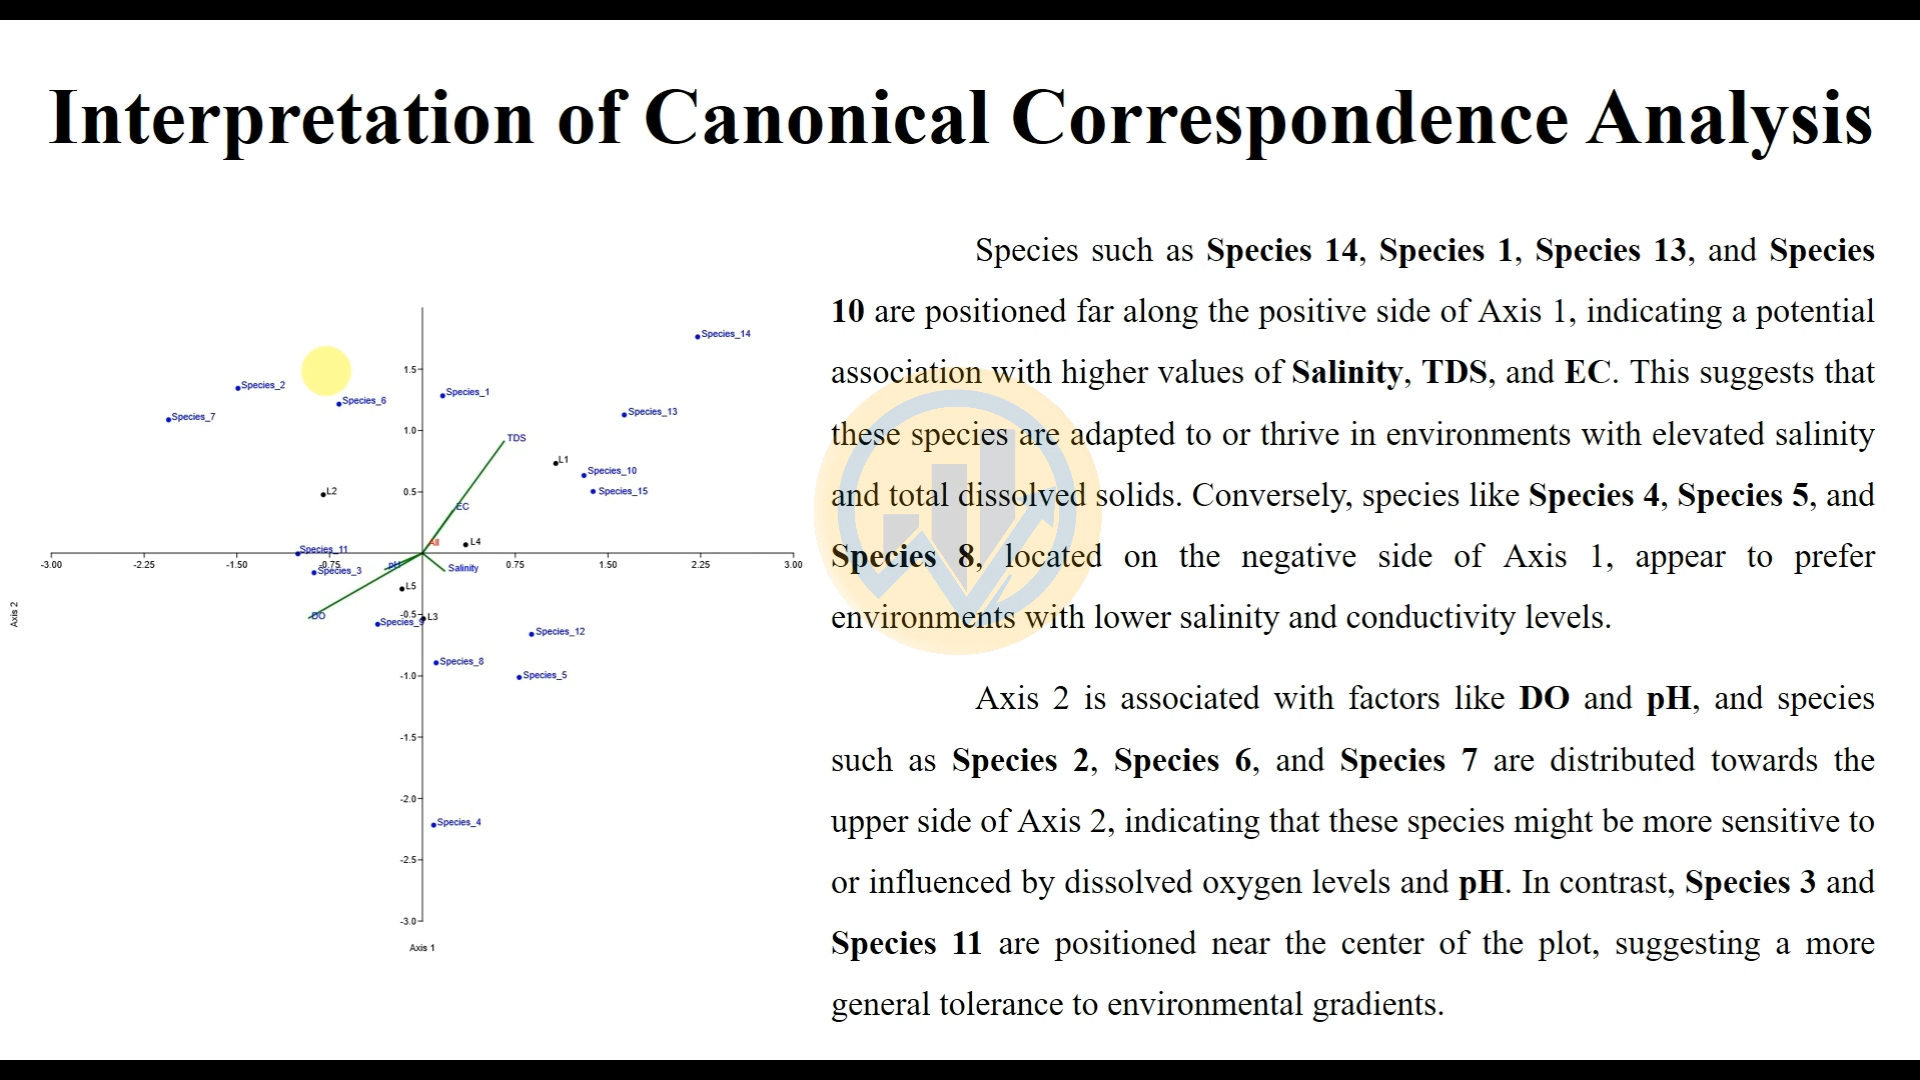 Interpretation of Canonical Correspondence Analysis
Species_14
1.5
Species_2
Species_1
Species_6
Species_13
Species_7
1.0
TDS
L1
Species_10
Species_15
L2
0.5
EC
All
L4
Species_11
-3.00
-2.25
-1.50
-0.75
pH
Salinity
0.75
1.50
2.25
3.00
Species_3
L5
DO
-0.5
L3
Species_9
Species_12
Species_8
-1.0
Species_5
-1.5
-2.0
Species_4
-2.5
-3.0
Axis 1
Axis 2
Species such as Species 14, Species 1, Species 13, and Species
10 are positioned far along the positive side of Axis 1, indicating a potential
association with higher values of Salinity, TDS, and EC. This suggests that
these species are adapted to or thrive in environments with elevated salinity
and total dissolved solids. Conversely, species like Species 4, Species 5, and
Species 8, located on the negative side of Axis 1, appear to prefer
environments with lower salinity and conductivity levels.
Axis 2 is associated with factors like DO and pH, and species
such as Species 2, Species 6, and Species 7 are distributed towards the
upper side of Axis 2, indicating that these species might be more sensitive to
or influenced by dissolved oxygen levels and pH. In contrast, Species 3 and
Species 11 are positioned near the center of the plot, suggesting a more
general tolerance to environmental gradients.